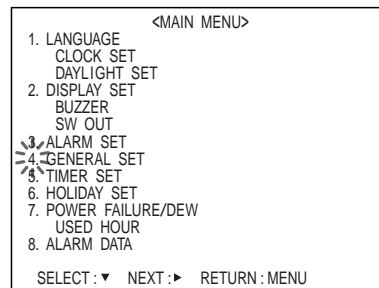 <MAIN MENU>
1. LANGUAGE
CLOCK SET
DAYLIGHT SET
2. DISPLAY SET
BUZZER
SW OUT
3. ALARM SET
4. GENERAL SET
5. TIMER SET
6. HOLIDAY SET
7. POWER FAILURE/DEW
USED HOUR
8. ALARM DATA
SELECT : ▼ NEXT : ► RETURN : MENU